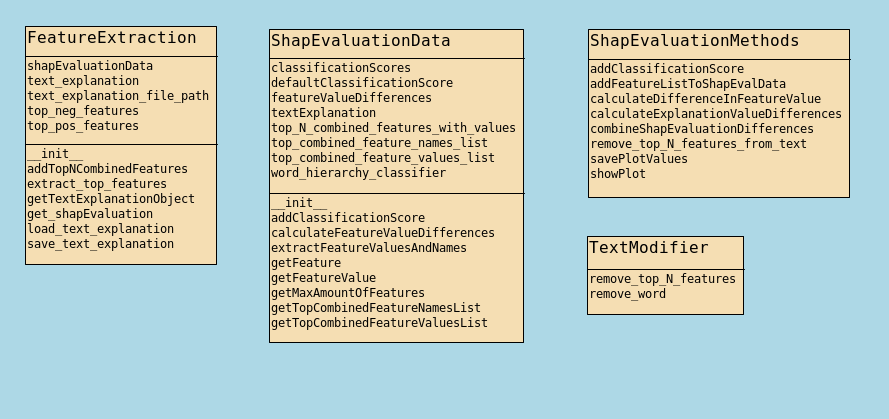 FeatureExtraction
shapEvaluationData
text_explanation
text_explanation_file_path
top_neg_features
top_pos_features
__init__
addTopNCombinedFeatures
extract_top_features
getTextExplanationObject
get_shapEvaluation
load_text_explanation
save_text_explanation
ShapEvaluationData
classificationScores
defaultClassificationScore
featureValueDifferences
textExplanation
top_N_combined_features_with_values
top_combined_feature_names_list
top_combined_feature_values_list
word_hierarchy_classifier
__init__
addClassificationScore
calculateFeatureValueDifferences
extractFeatureValuesAndNames
getFeature
getFeatureValue
getMaxAmountOfFeatures
getTopCombinedFeatureNamesList
getTopCombinedFeatureValuesList
ShapEvaluationMethods
addClassificationScore
addFeatureListToShapEvalData
calculateDifferenceInFeatureValue
calculateExplanationValueDifferences
combineShapEvaluationDifferences
remove_top_N_features_from_text
savePlotValues
showPlot
TextModifier
remove_top_N_features
remove_word